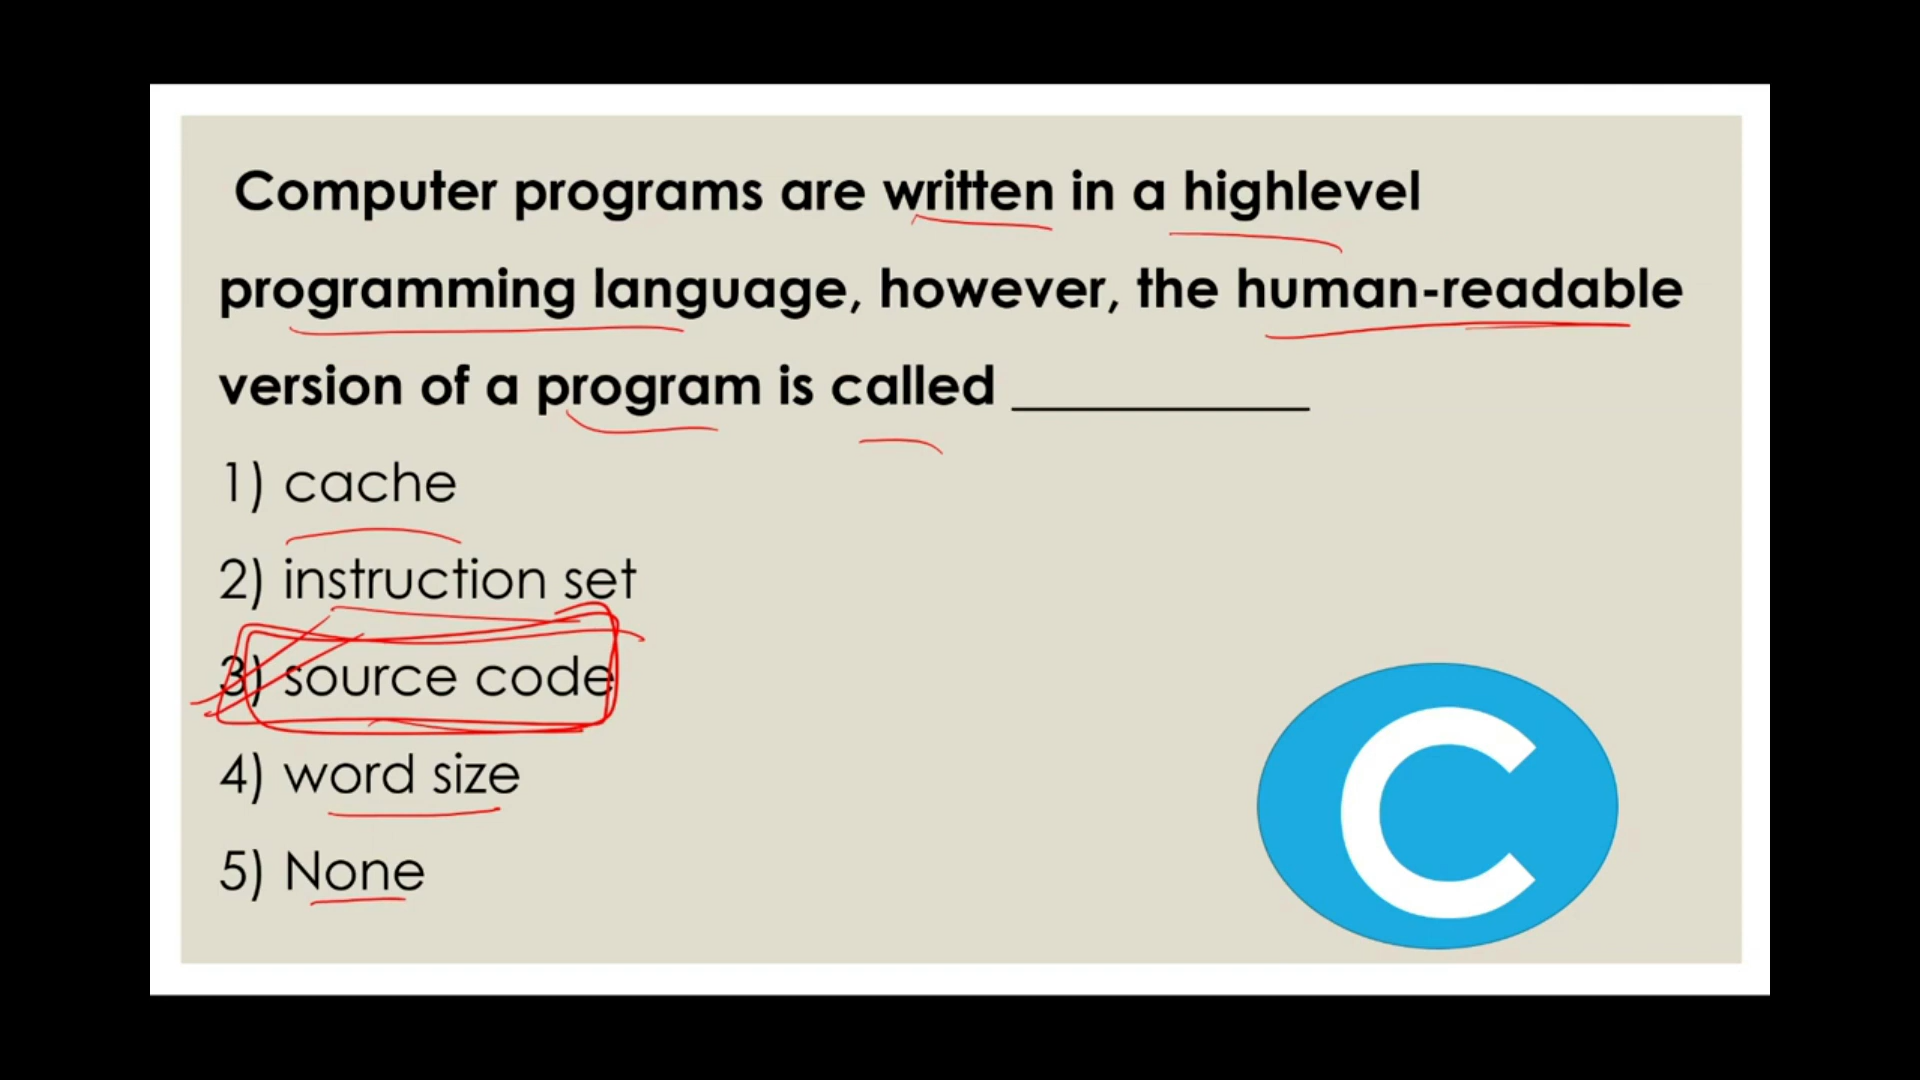 Computer programs are written in a highlevel
programming language, however, the human-readable
version of a program is called ___________
1) cache
2) instruction set
3) source code
4) word size
5) None
C